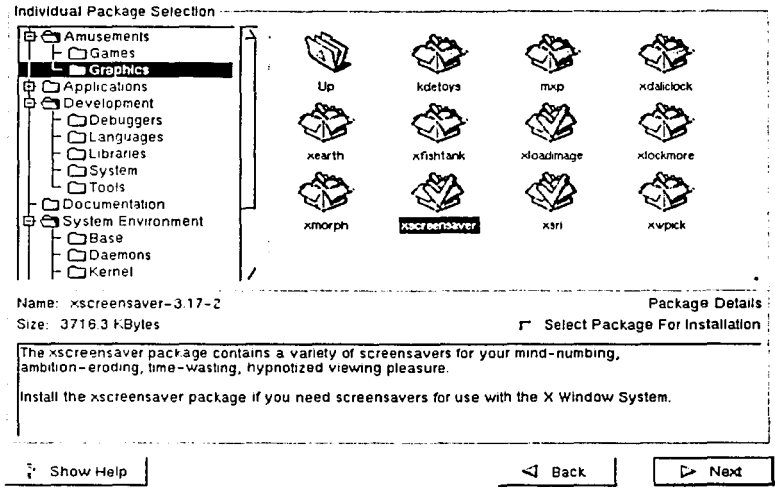 Individual Package Selection
Amusements
Games
Graphics
Applications
Development
Debuggers
Languages
Libraries
System
Tools
Documentation
System Environment
Base
Daemons
Kernel
Up kdetoys mxp xdaliclock
xearth xfishtank xloadimage xlockmore
xmorph xscreensaver xsri xwpick
Name: xscreensaver-3.17-2 Package Details
Size: 3716.3 KBytes Select Package For Installation
The xscreensaver package contains a variety of screensavers for your mind-numbing,
ambition-eroding, time-wasting, hypnotized viewing pleasure.
Install the xscreensaver package if you need screensavers for use with the X Window System.
Show Help Back Next